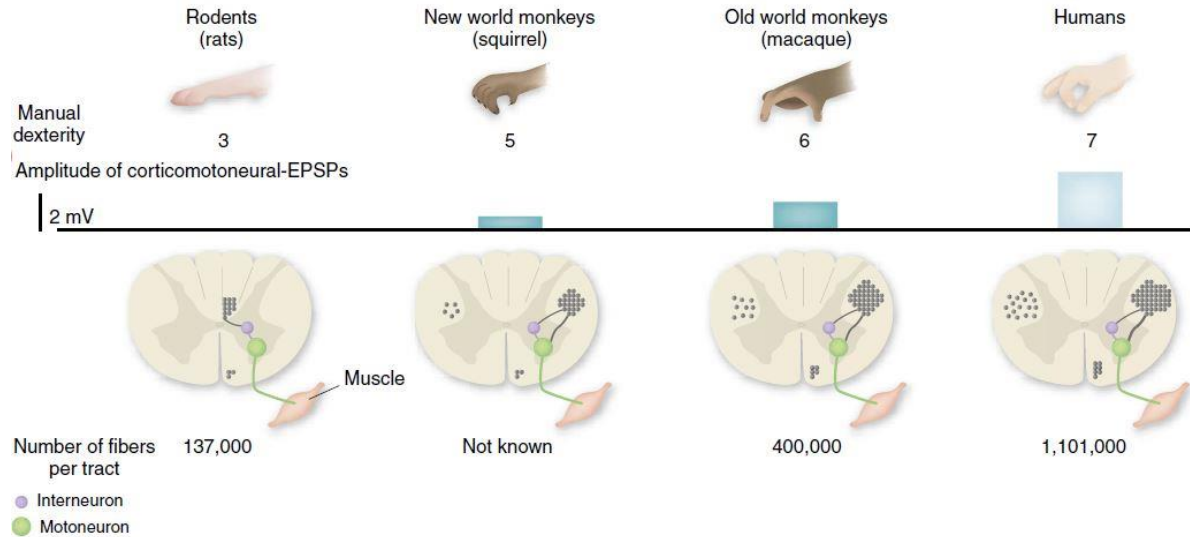 Rodents
(rats)
New world monkeys
(squirrel)
Old world monkeys
(macaque)
Humans
Manual
dexterity
3
5
6
7
Amplitude of corticomotoneural-EPSPs
2 mV
Muscle
Number of fibers
per tract
137,000
Not known
400,000
1,101,000
Interneuron
Motoneuron